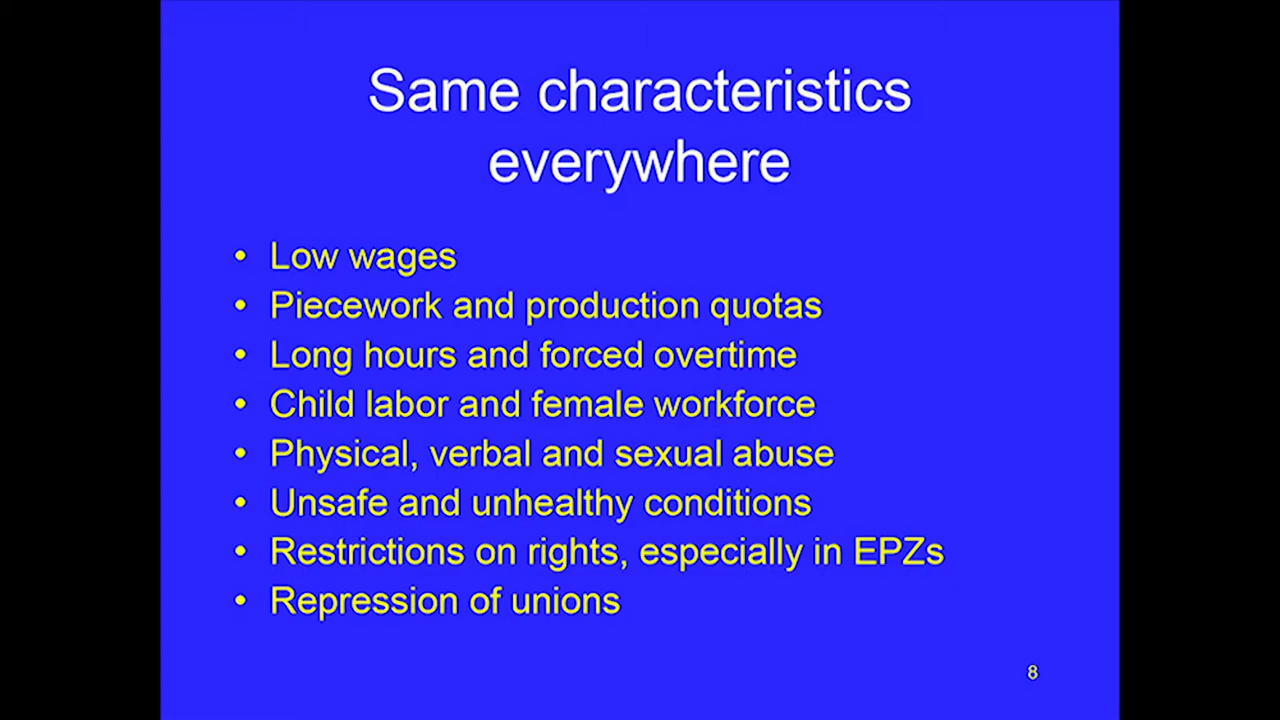 Same characteristics
everywhere
• Low wages
• Piecework and production quotas
• Long hours and forced overtime
• Child labor and female workforce
• Physical, verbal and sexual abuse
• Unsafe and unhealthy conditions
• Restrictions on rights, especially in EPZs
• Repression of unions
8